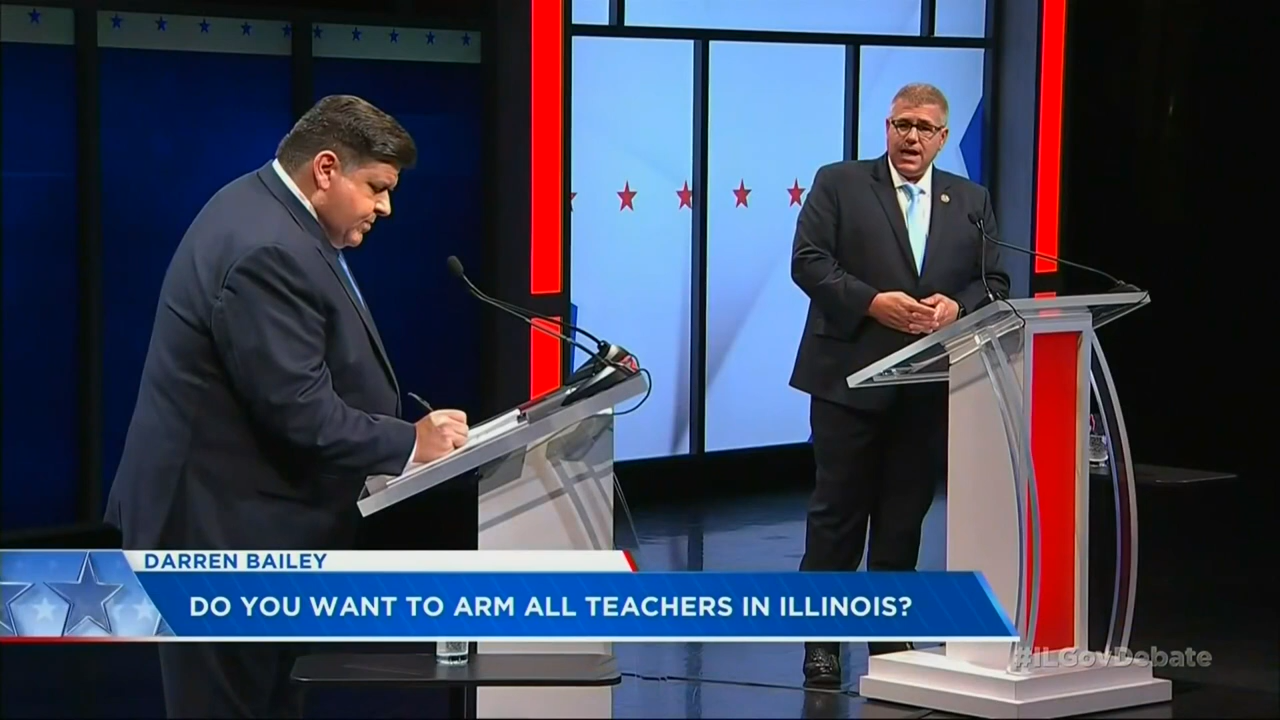 DARREN BAILEY
DO YOU WANT TO ARM ALL TEACHERS IN ILLINOIS?
#ILGovDebate